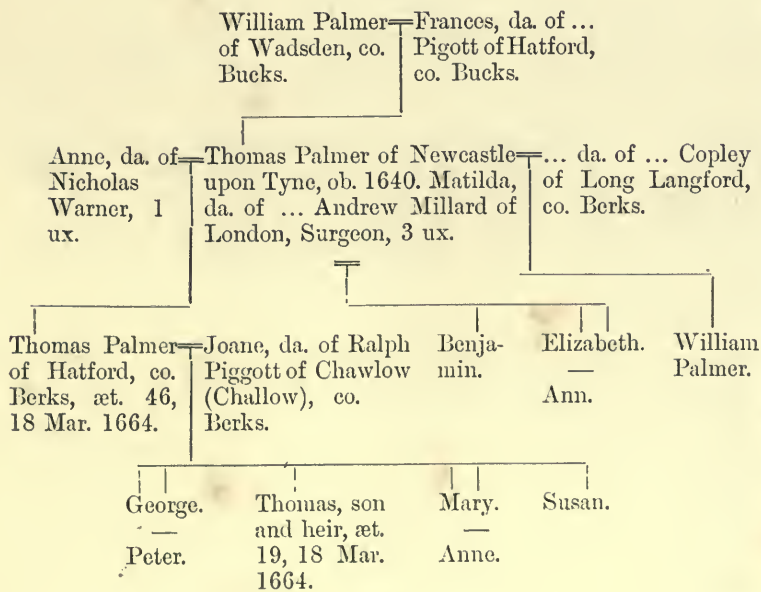 William Palmer
of Wadsden, co.
Bucks.
Frances, da. of ...
Pigott of Hatford,
co. Bucks.
Anne, da. of
Nicholas
Warner, 1
ux.
Thomas Palmer of Newcastle
upon Tyne, ob. 1640. Matilda,
da. of ... Andrew Millard of
London, Surgeon, 3 ux.
... da. of ... Copley
of Long Langford,
co. Berks.
Thomas Palmer
of Hatford, co.
Berks, æt. 46,
18 Mar. 1664.
Joane, da. of Ralph
Piggott of Chawlow
(Challow), co.
Berks.
Benja-
min.
Elizabeth.
—
Ann.
William
Palmer.
George.
—
Peter.
Thomas, son
and heir, æt.
19, 18 Mar.
1664.
Mary.
—
Anne.
Susan.